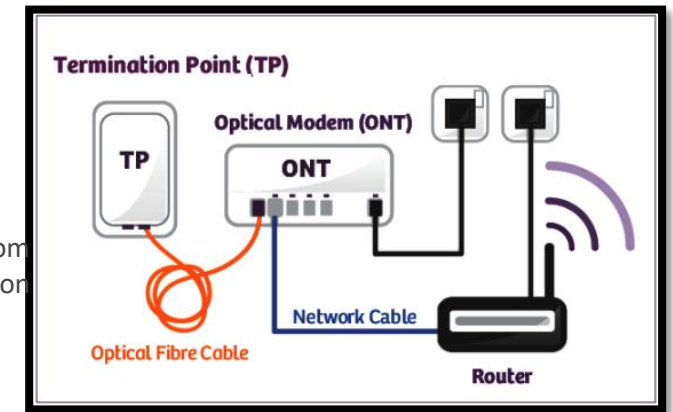 Termination Point (TP)
Optical Modem (ONT)
TP
ONT
Network Cable
Optical Fibre Cable
Router